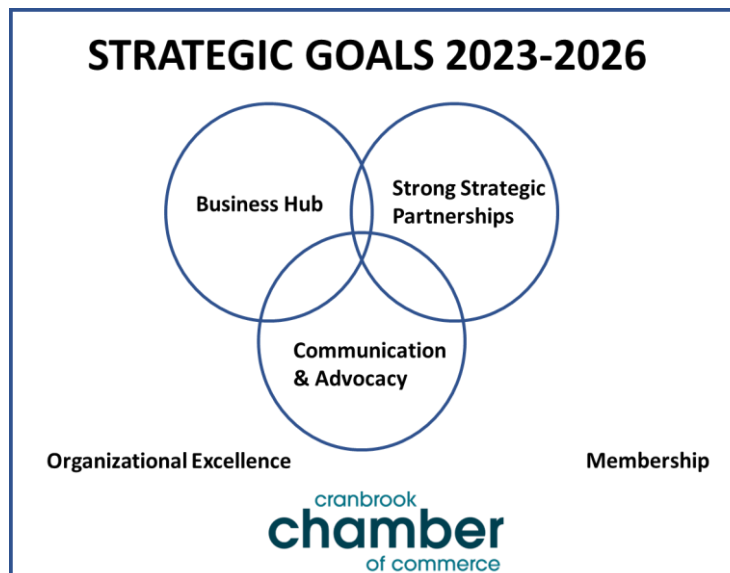 STRATEGIC GOALS 2023-2026
Business Hub
Strong Strategic
Partnerships
Communication
& Advocacy
Organizational Excellence
Membership
cranbrook
chamber
of commerce